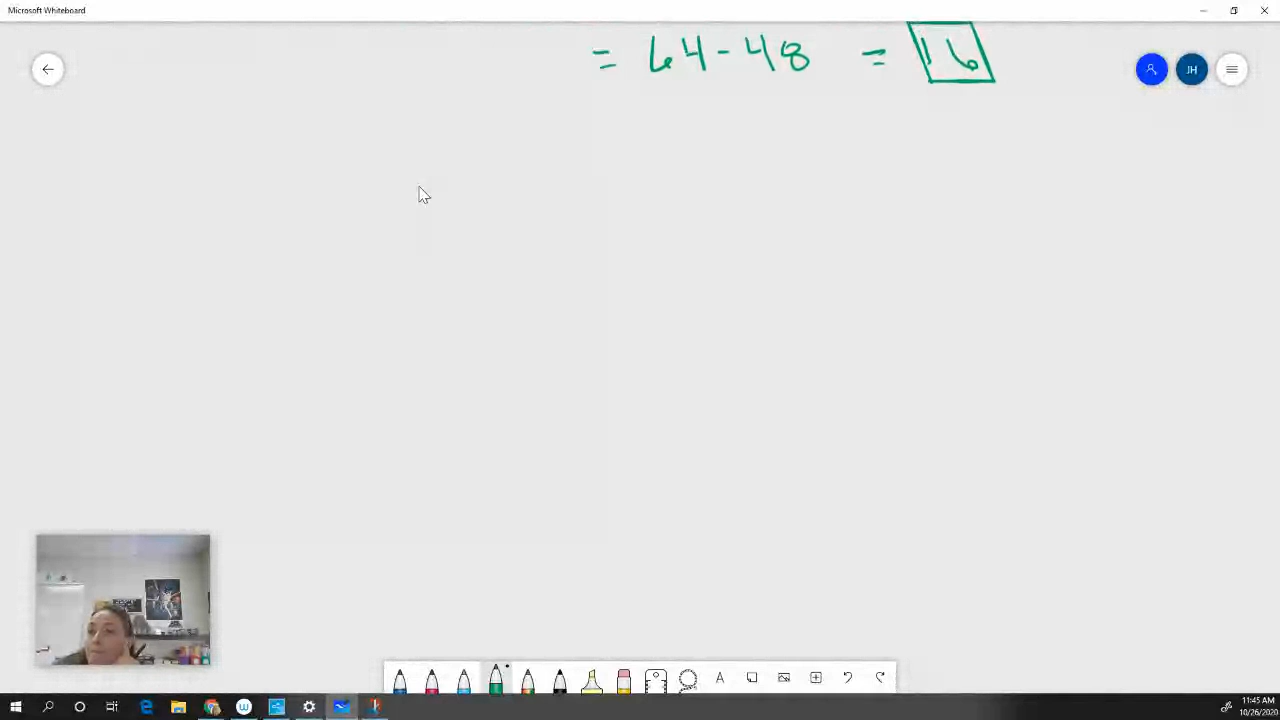 Microsoft Whiteboard
= 64-48 = 16
JH
A
11:45 AM
10/26/2020